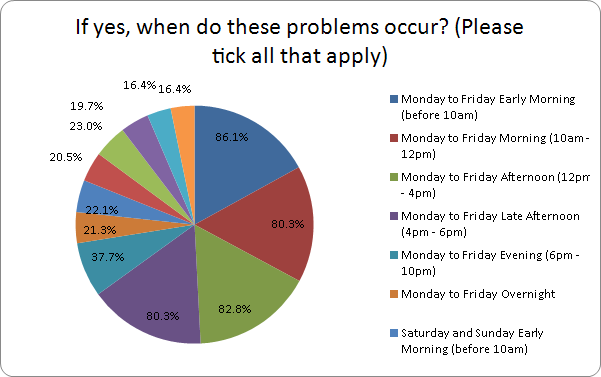 If yes, when do these problems occur? (Please
tick all that apply)
16.4%
16.4%
19.7%
23.0%
20.5%
22.1%
21.3%
37.7%
80.3%
82.8%
80.3%
86.1%
Monday to Friday Early Morning
(before 10am)
Monday to Friday Morning (10am-
12pm)
Monday to Friday Afternoon (12pm
- 4pm)
Monday to Friday Late Afternoon
(4pm - 6pm)
Monday to Friday Evening (6pm -
10pm)
Monday to Friday Overnight
Saturday and Sunday Early
Morning (before 10am)